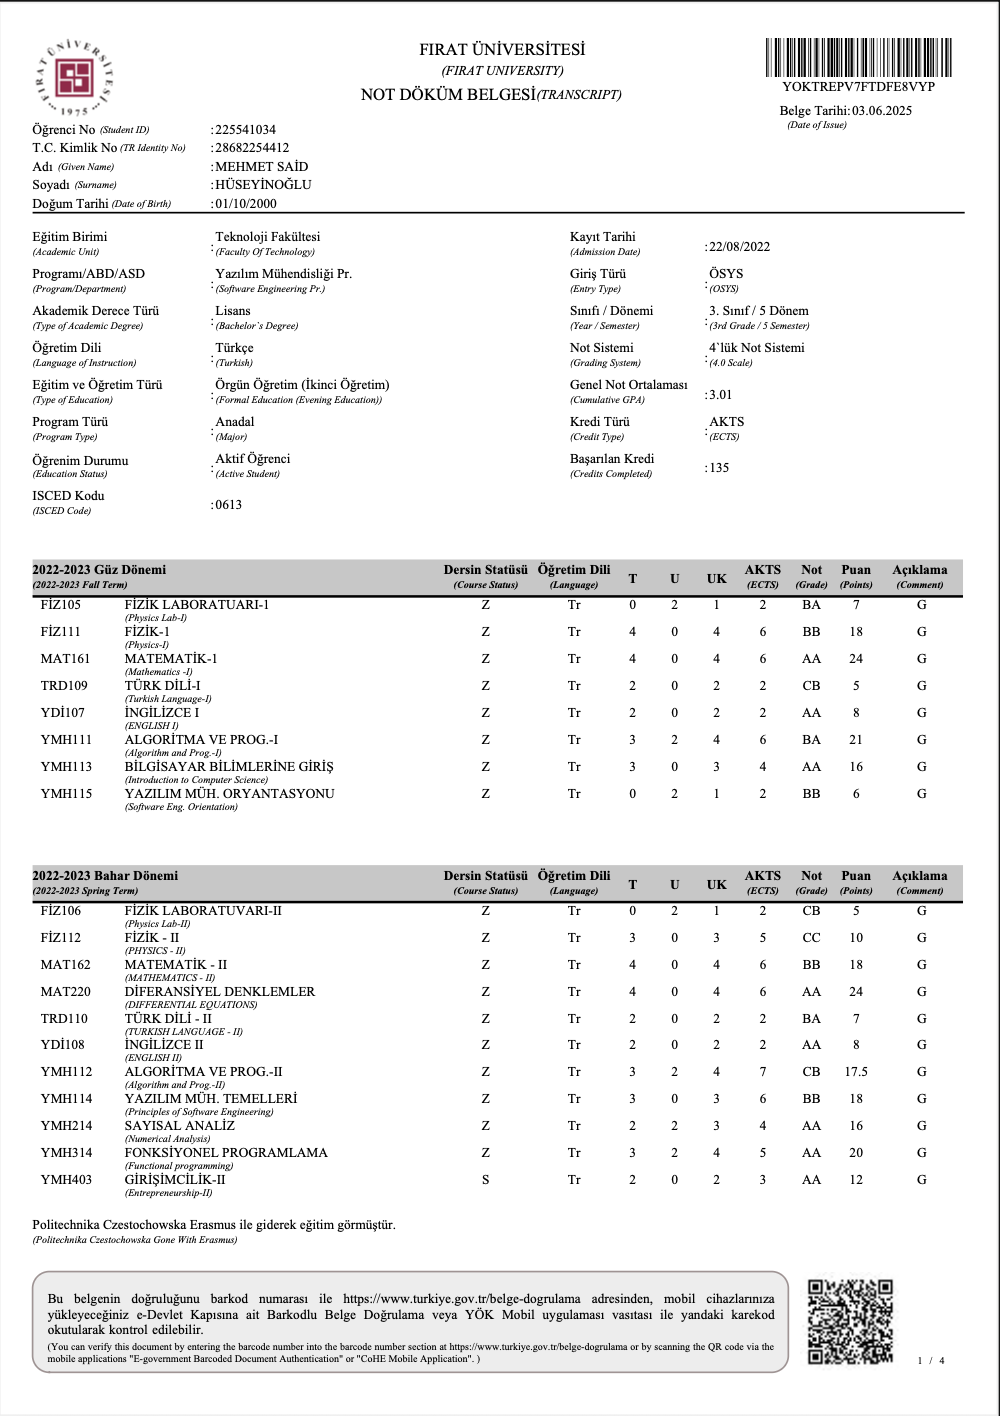 FIRAT ÜNİVERSİTESİ
1975
FIRAT ÜNİVERSİTESİ
(FIRAT UNIVERSITY)
NOT DÖKÜM BELGESİ(TRANSCRIPT)
YOKTREPV7FTDFE8VYP
Belge Tarihi:03.06.2025
(Date of Issue)
Öğrenci No (Student ID) :225541034
T.C. Kimlik No (TR Identity No) :28682254412
Adı (Given Name) :MEHMET SAİD
Soyadı (Surname) :HÜSEYİNOĞLU
Doğum Tarihi (Date of Birth) :01/10/2000
Eğitim Birimi : Teknoloji Fakültesi
(Academic Unit) (Faculty Of Technology)
Programı/ABD/ASD : Yazılım Mühendisliği Pr.
(Program/Department) (Software Engineering Pr.)
Akademik Derece Türü : Lisans
(Type of Academic Degree) (Bachelor`s Degree)
Öğretim Dili : Türkçe
(Language of Instruction) (Turkish)
Eğitim ve Öğretim Türü : Örgün Öğretim (İkinci Öğretim)
(Type of Education) (Formal Education (Evening Education))
Program Türü : Anadal
(Program Type) (Major)
Öğrenim Durumu : Aktif Öğrenci
(Education Status) (Active Student)
ISCED Kodu :0613
(ISCED Code)
Kayıt Tarihi :22/08/2022
(Admission Date)
Giriş Türü : ÖSYS
(Entry Type) (OSYS)
Sınıfı / Dönemi : 3. Sınıf / 5 Dönem
(Year / Semester) (3rd Grade / 5 Semester)
Not Sistemi : 4`lük Not Sistemi
(Grading System) (4.0 Scale)
Genel Not Ortalaması :3.01
(Cumulative GPA)
Kredi Türü : AKTS
(Credit Type) (ECTS)
Başarılan Kredi :135
(Credits Completed)
2022-2023 Güz Dönemi Dersin Statüsü Öğretim Dili T U UK AKTS Not Puan Açıklama
(2022-2023 Fall Term) (Course Status) (Language) (ECTS) (Grade) (Points) (Comment)
FİZ105 FİZİK LABORATUARI-1 Z Tr 0 2 1 2 BA 7 G
(Physics Lab-I)
FİZ111 FİZİK-1 Z Tr 4 0 4 6 BB 18 G
(Physics-I)
MAT161 MATEMATİK-1 Z Tr 4 0 4 6 AA 24 G
(Mathematics -I)
TRD109 TÜRK DİLİ-I Z Tr 2 0 2 2 CB 5 G
(Turkish Language-I)
YDİ107 İNGİLİZCE I Z Tr 2 0 2 2 AA 8 G
(ENGLISH I)
YMH111 ALGORİTMA VE PROG.-I Z Tr 3 2 4 6 BA 21 G
(Algorithm and Prog.-I)
YMH113 BİLGİSAYAR BİLİMLERİNE GİRİŞ Z Tr 3 0 3 4 AA 16 G
(Introduction to Computer Science)
YMH115 YAZILIM MÜH. ORYANTASYONU Z Tr 0 2 1 2 BB 6 G
(Software Eng. Orientation)
2022-2023 Bahar Dönemi Dersin Statüsü Öğretim Dili T U UK AKTS Not Puan Açıklama
(2022-2023 Spring Term) (Course Status) (Language) (ECTS) (Grade) (Points) (Comment)
FİZ106 FİZİK LABORATUVARI-II Z Tr 0 2 1 2 CB 5 G
(Physics Lab-II)
FİZ112 FİZİK - II Z Tr 3 0 3 5 CC 10 G
(PHYSICS - II)
MAT162 MATEMATİK - II Z Tr 4 0 4 6 BB 18 G
(MATHEMATICS - II)
MAT220 DİFERANSİYEL DENKLEMLER Z Tr 4 0 4 6 AA 24 G
(DIFFERENTIAL EQUATIONS)
TRD110 TÜRK DİLİ - II Z Tr 2 0 2 2 BA 7 G
(TURKISH LANGUAGE - II)
YDİ108 İNGİLİZCE II Z Tr 2 0 2 2 AA 8 G
(ENGLISH II)
YMH112 ALGORİTMA VE PROG.-II Z Tr 3 2 4 7 CB 17.5 G
(Algorithm and Prog.-II)
YMH114 YAZILIM MÜH. TEMELLERİ Z Tr 3 0 3 6 BB 18 G
(Principles of Software Engineering)
YMH214 SAYISAL ANALİZ Z Tr 2 2 3 4 AA 16 G
(Numerical Analysis)
YMH314 FONKSİYONEL PROGRAMLAMA Z Tr 3 2 4 5 AA 20 G
(Functional programming)
YMH403 GİRİŞİMCİLİK-II S Tr 2 0 2 3 AA 12 G
(Entrepreneurship-II)
Politechnika Czestochowska Erasmus ile giderek eğitim görmüştür.
(Politechnika Czestochowska Gone With Erasmus)
Bu belgenin doğruluğunu barkod numarası ile https://www.turkiye.gov.tr/belge-dogrulama adresinden, mobil cihazlarınıza
yükleyeceğiniz e-Devlet Kapısına ait Barkodlu Belge Doğrulama veya YÖK Mobil uygulaması vasıtası ile yandaki karekod
okutularak kontrol edilebilir.
(You can verify this document by entering the barcode number into the barcode number section at https://www.turkiye.gov.tr/belge-dogrulama or by scanning the QR code via the
mobile applications "E-government Barcoded Document Authentication" or "CoHE Mobile Application". )
1 / 4